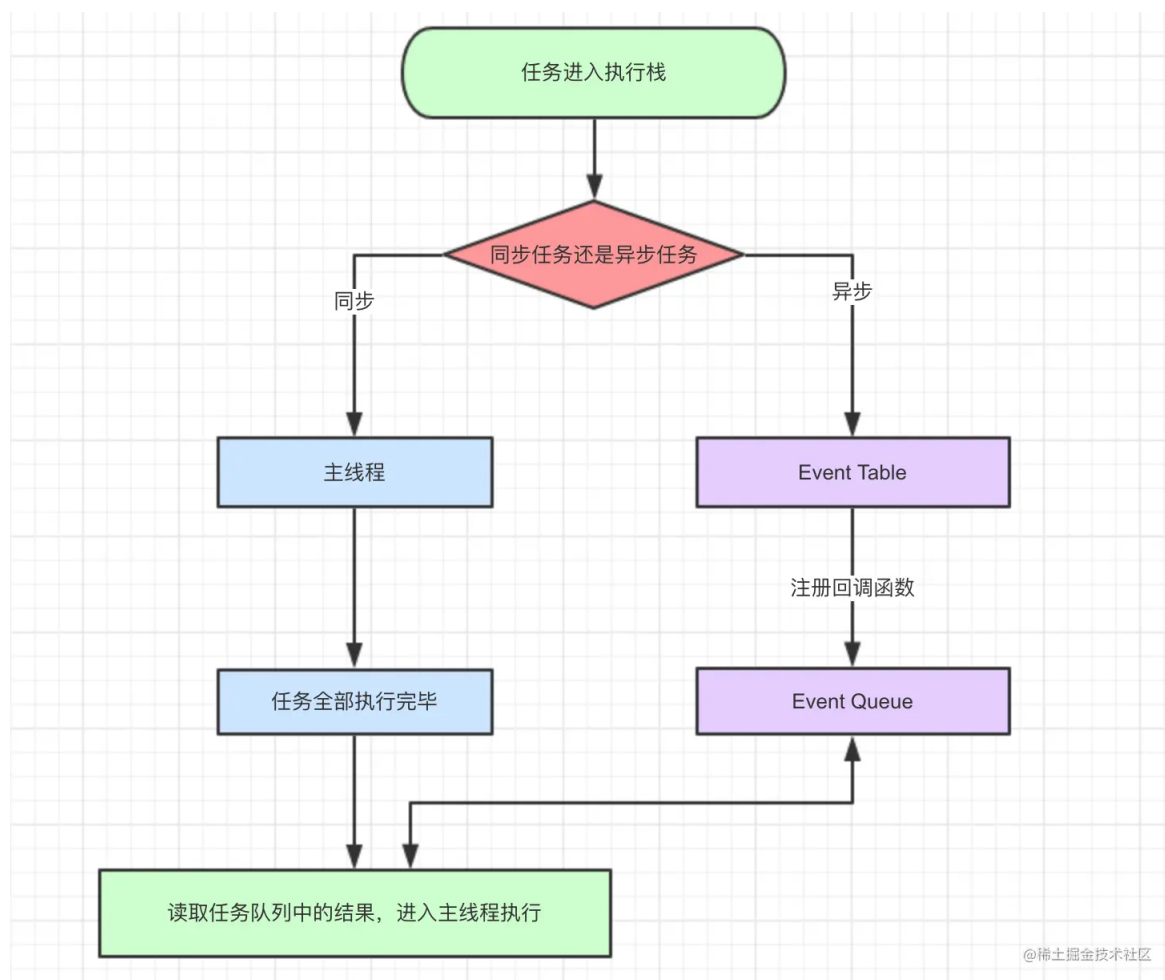 任务进入执行栈
同步任务还是异步任务
同步
异步
主线程
Event Table
注册回调函数
任务全部执行完毕
Event Queue
读取任务队列中的结果，进入主线程执行
@稀土掘金技术社区